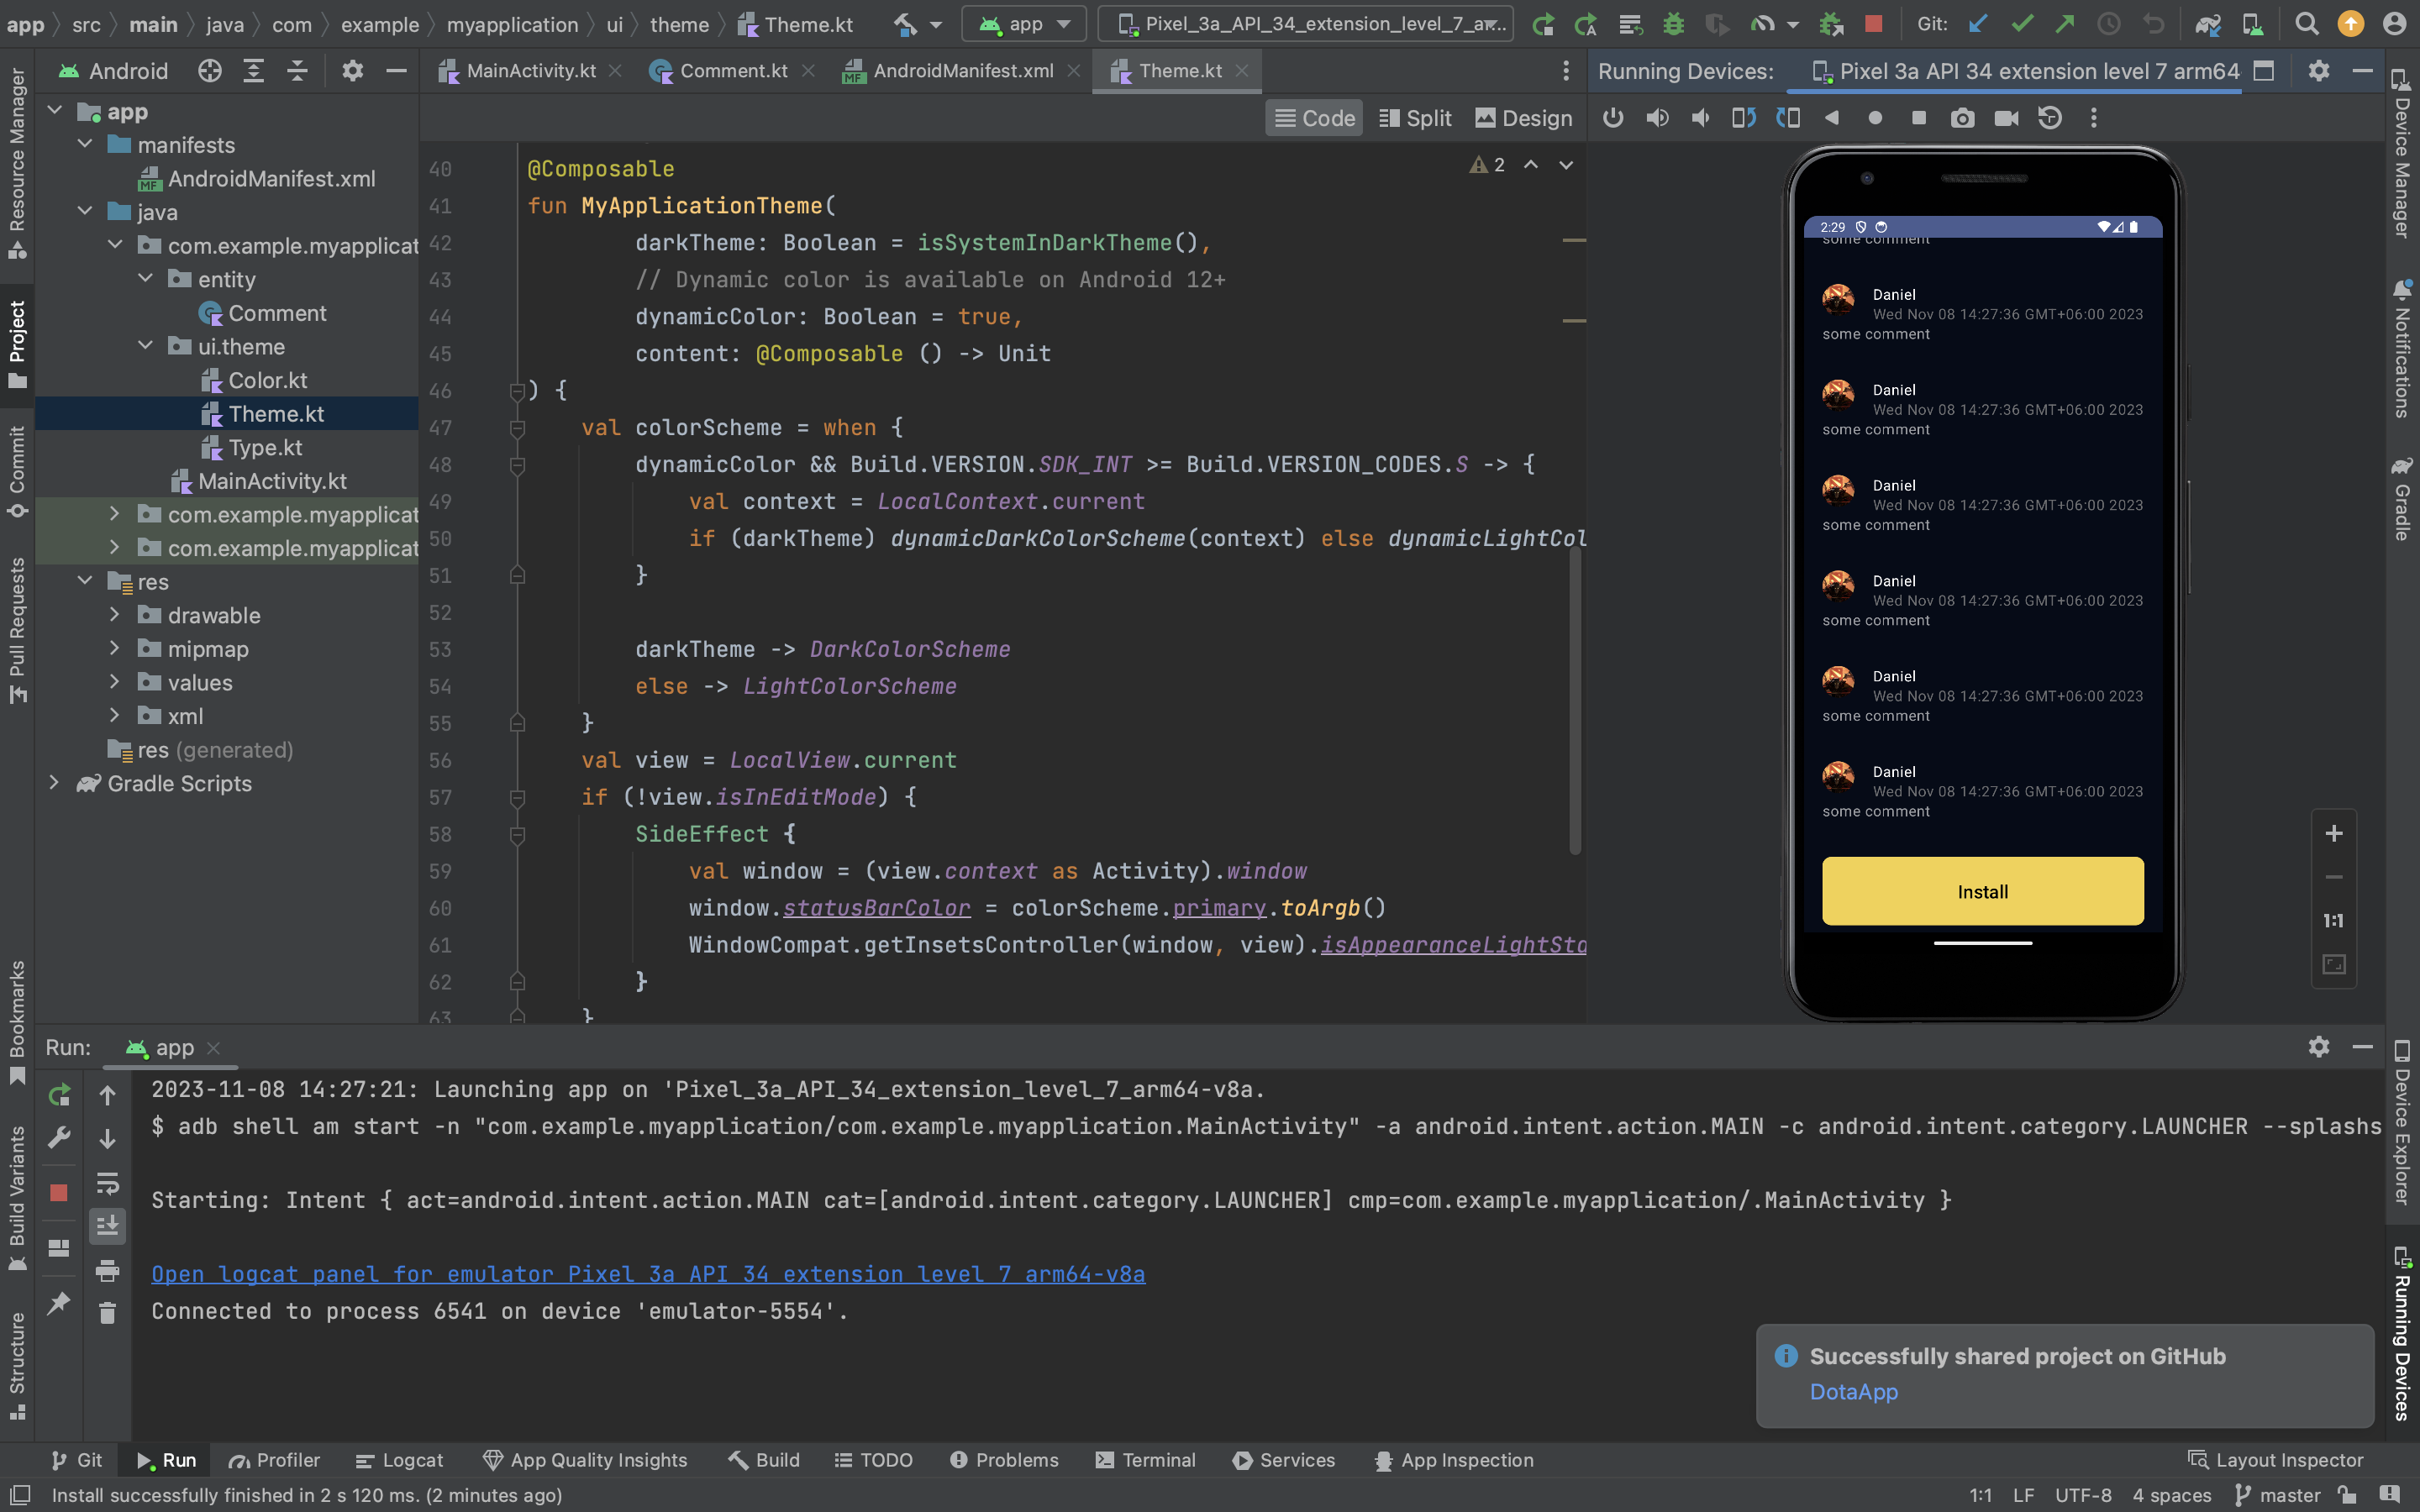 app src main java com example myapplication ui theme Theme.kt app Pixel_3a_API_34_extension_level_7_ar... Git:
Android MainActivity.kt Comment.kt AndroidManifest.xml Theme.kt Running Devices: Pixel 3a API 34 extension level 7 arm64
Code Split Design
Resource Manager
Project
Commit
Pull Requests
Bookmarks
Build Variants
Structure
app
manifests
AndroidManifest.xml
java
com.example.myapplicat
entity
Comment
ui.theme
Color.kt
Theme.kt
Type.kt
MainActivity.kt
com.example.myapplicat
com.example.myapplicat
res
drawable
mipmap
values
xml
res (generated)
Gradle Scripts
2
40 @Composable
41 fun MyApplicationTheme(
42 darkTheme: Boolean = isSystemInDarkTheme(),
43 // Dynamic color is available on Android 12+
44 dynamicColor: Boolean = true,
45 content: @Composable () -> Unit
46 ) {
47 val colorScheme = when {
48 dynamicColor && Build.VERSION.SDK_INT >= Build.VERSION_CODES.S -> {
49 val context = LocalContext.current
50 if (darkTheme) dynamicDarkColorScheme(context) else dynamicLightCol
51 }
52
53 darkTheme -> DarkColorScheme
54 else -> LightColorScheme
55 }
56 val view = LocalView.current
57 if (!view.isInEditMode) {
58 SideEffect {
59 val window = (view.context as Activity).window
60 window.statusBarColor = colorScheme.primary.toArgb()
61 WindowCompat.getInsetsController(window, view).isAppearanceLightSta
62 }
63 }
2:29
some comment
Daniel
Wed Nov 08 14:27:36 GMT+06:00 2023
some comment
Daniel
Wed Nov 08 14:27:36 GMT+06:00 2023
some comment
Daniel
Wed Nov 08 14:27:36 GMT+06:00 2023
some comment
Daniel
Wed Nov 08 14:27:36 GMT+06:00 2023
some comment
Daniel
Wed Nov 08 14:27:36 GMT+06:00 2023
some comment
Daniel
Wed Nov 08 14:27:36 GMT+06:00 2023
some comment
Install
1:1
Device Manager
Notifications
Gradle
Device Explorer
Running Devices
Run: app
2023-11-08 14:27:21: Launching app on 'Pixel_3a_API_34_extension_level_7_arm64-v8a.
$ adb shell am start -n "com.example.myapplication/com.example.myapplication.MainActivity" -a android.intent.action.MAIN -c android.intent.category.LAUNCHER --splashs
Starting: Intent { act=android.intent.action.MAIN cat=[android.intent.category.LAUNCHER] cmp=com.example.myapplication/.MainActivity }
Open logcat panel for emulator Pixel 3a API 34 extension level 7 arm64-v8a
Connected to process 6541 on device 'emulator-5554'.
Successfully shared project on GitHub
DotaApp
Git Run Profiler Logcat App Quality Insights Build TODO Problems Terminal Services App Inspection Layout Inspector
Install successfully finished in 2 s 120 ms. (2 minutes ago) 1:1 LF UTF-8 4 spaces master